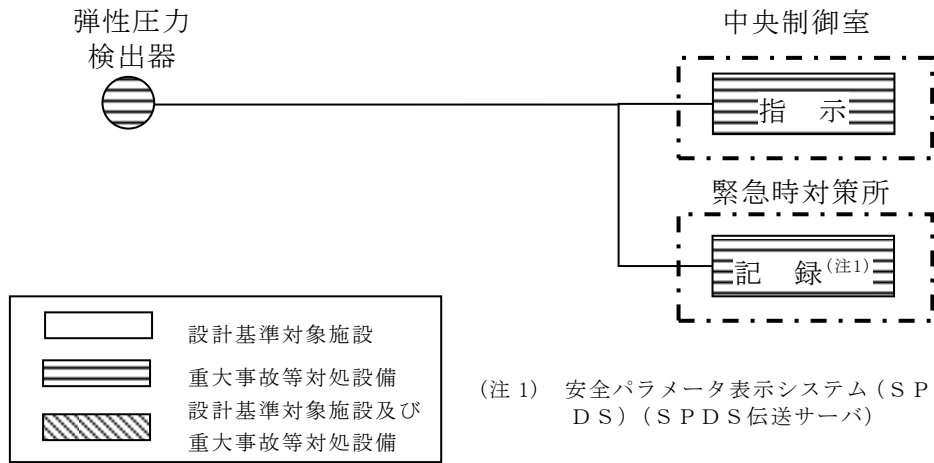 弾性圧力
検出器
中央制御室
指 示
緊急時対策所
記 録(注1)
設計基準対象施設
重大事故等対処設備
設計基準対象施設及び
重大事故等対処設備
(注 1) 安全パラメータ表示システム(SP
DS)(SPDS伝送サーバ)